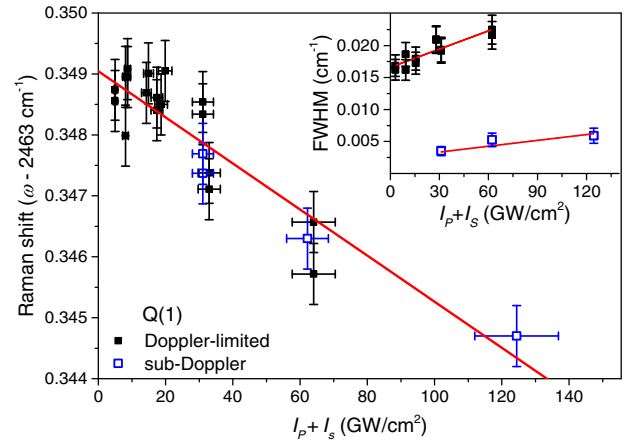 0.350
0.349
0.348
0.347
0.346
0.345
0.344
Raman shift (ω - 2463 cm⁻¹)
0 20 40 60 80 100 120 140
I_P+ I_s (GW/cm²)
Q(1)
Doppler-limited
sub-Doppler
0.020
0.015
0.010
0.005
FWHM (cm⁻¹)
0 30 60 90 120
I_P+I_S (GW/cm²)